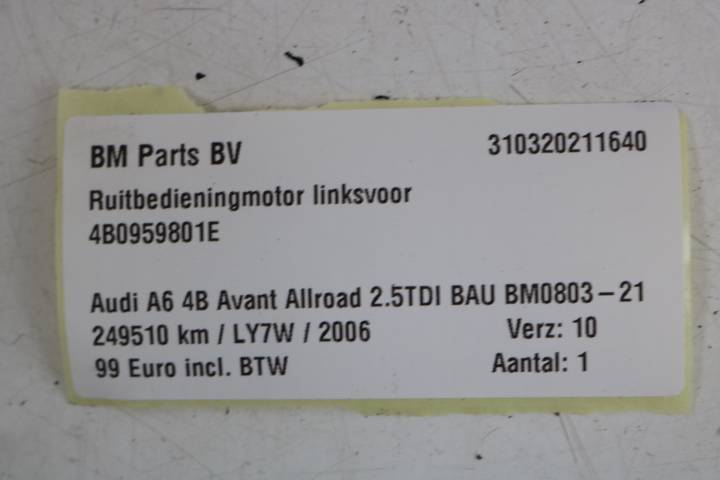 BM Parts BV 310320211640
Ruitbedieningmotor linksvoor
4B0959801E
Audi A6 4B Avant Allroad 2.5TDI BAU BM0803-21
249510 km / LY7W / 2006 Verz: 10
99 Euro incl. BTW Aantal: 1